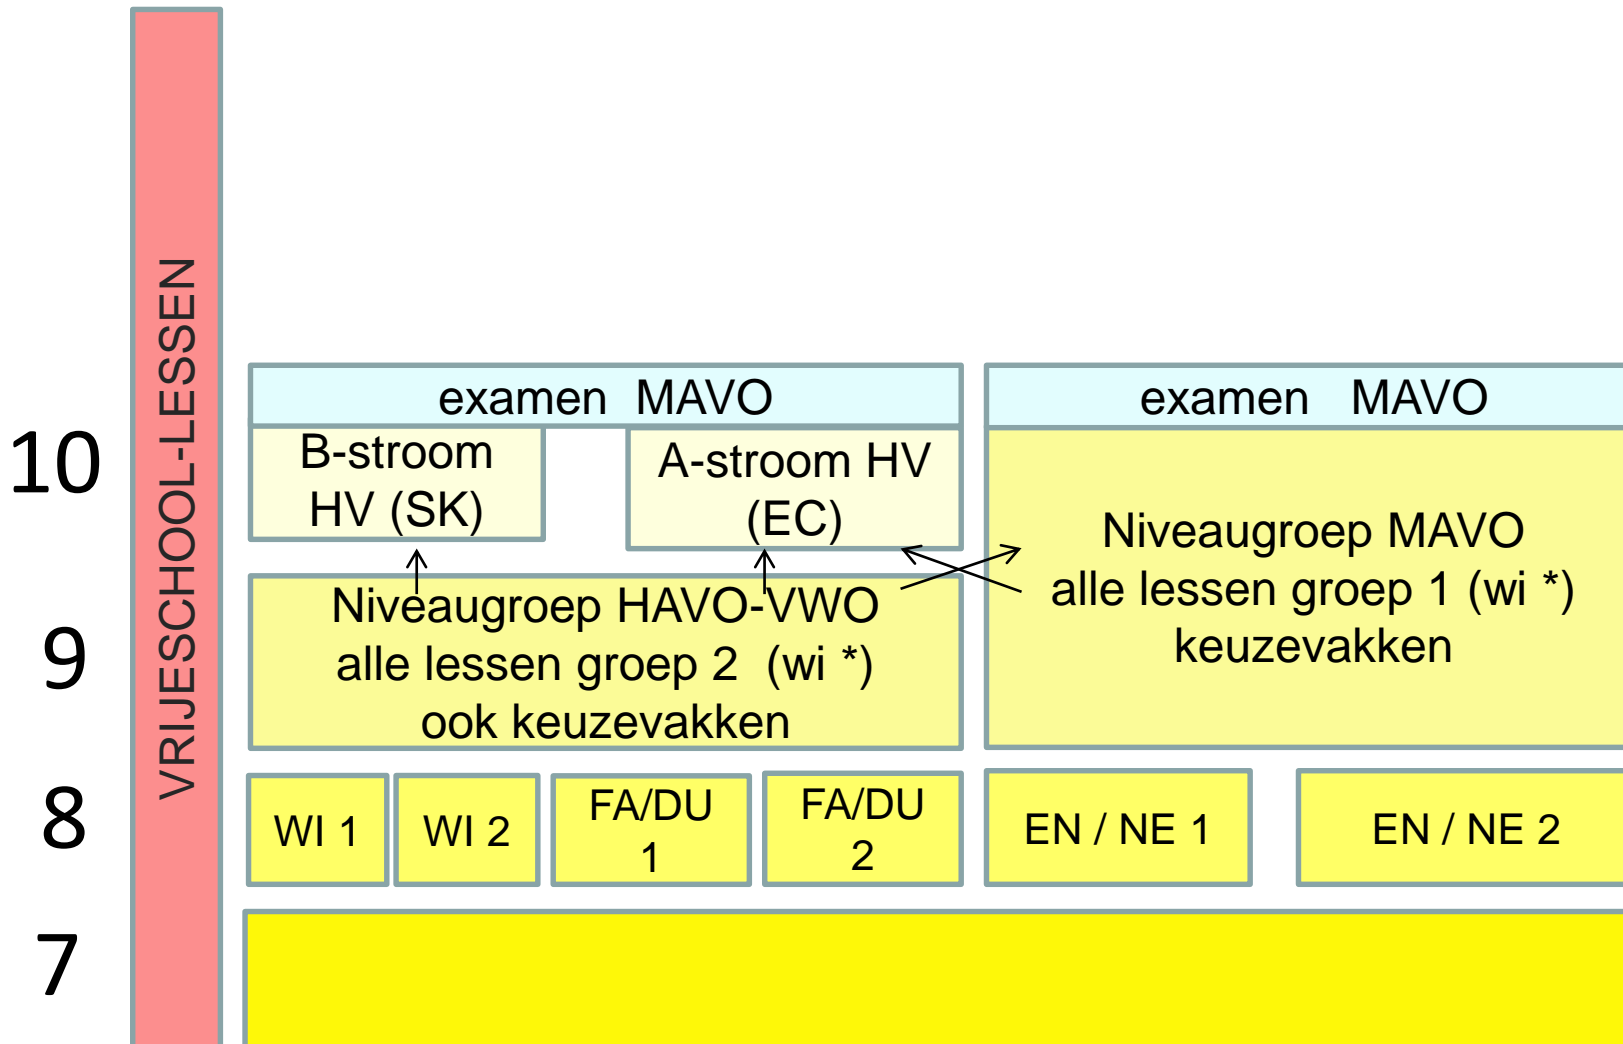 VRIJESCHOOL-LESSEN
examen MAVO
examen MAVO
10
B-stroom
HV (SK)
A-stroom HV
(EC)
Niveaugroep MAVO
alle lessen groep 1 (wi *)
keuzevakken
9
Niveaugroep HAVO-VWO
alle lessen groep 2 (wi *)
ook keuzevakken
8
WI 1
WI 2
FA/DU
1
FA/DU
2
EN / NE 1
EN / NE 2
7